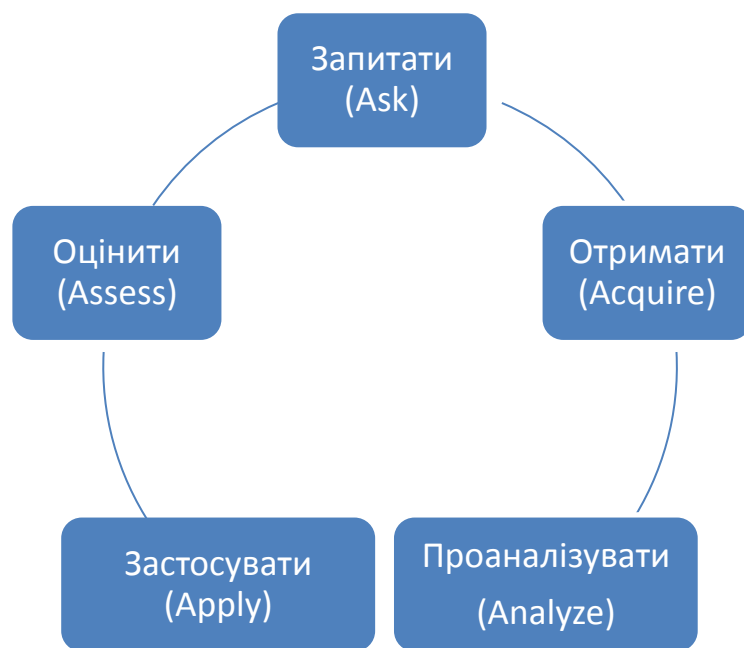 Запитати
(Ask)
Отримати
(Acquire)
Проаналізувати
(Analyze)
Застосувати
(Apply)
Оцінити
(Assess)